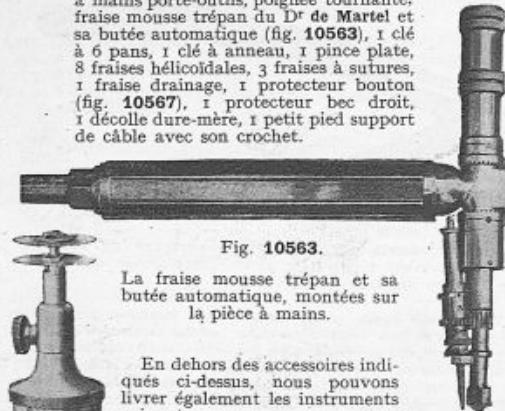 à mains porte-outils, poignée tournante,
fraise mousse trépan du Dʳ de Martel et
sa butée automatique (fig. 10563), 1 clé
à 6 pans, 1 clé à anneau, 1 pince plate,
8 fraises hélicoïdales, 3 fraises à sutures,
1 fraise drainage, 1 protecteur bouton
(fig. 10567), 1 protecteur bec droit,
1 décolle dure-mère, 1 petit pied support
de câble avec son crochet.
Fig. 10563.
La fraise mousse trépan et sa
butée automatique, montées sur
la pièce à mains.
En dehors des accessoires indi-
qués ci-dessus, nous pouvons
livrer également les instruments